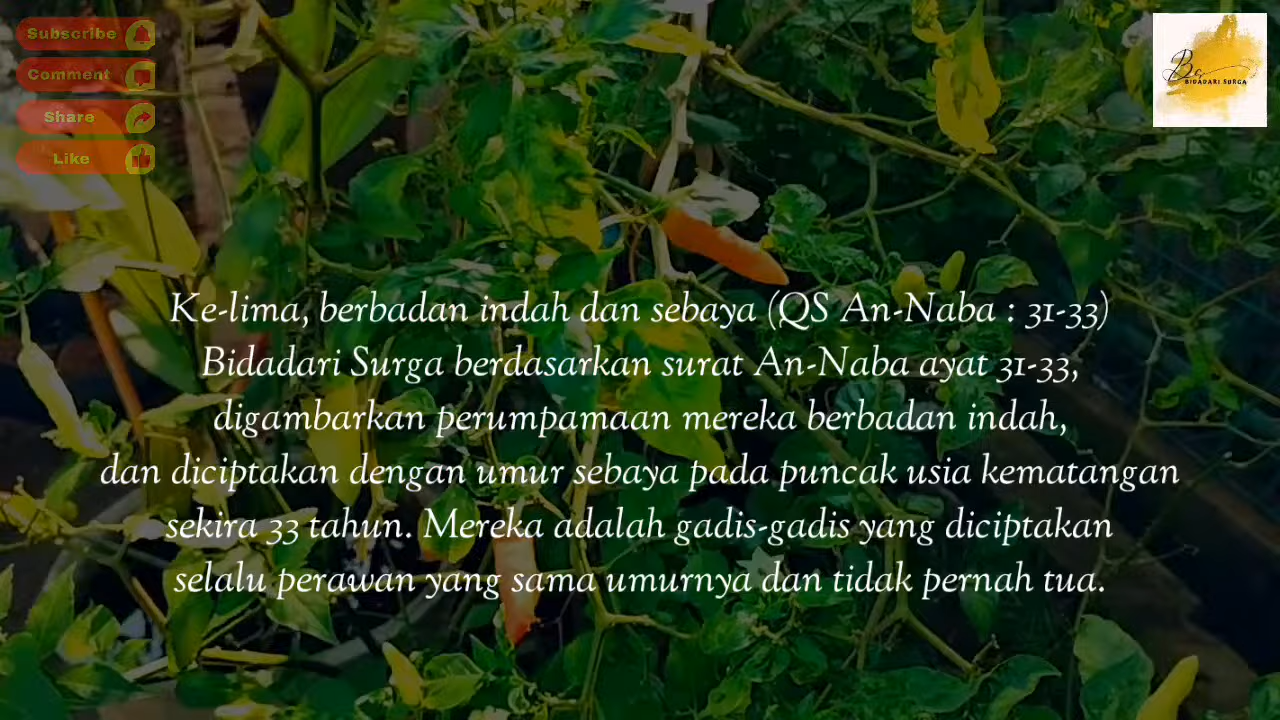 Subscribe
Comment
Share
Like
BIDADARI SURGA
Ke-lima, berbadan indah dan sebaya (QS An-Naba : 31-33)
Bidadari Surga berdasarkan surat An-Naba ayat 31-33,
digambarkan perumpamaan mereka berbadan indah,
dan diciptakan dengan umur sebaya pada puncak usia kematangan
sekira 33 tahun. Mereka adalah gadis-gadis yang diciptakan
selalu perawan yang sama umurnya dan tidak pernah tua.